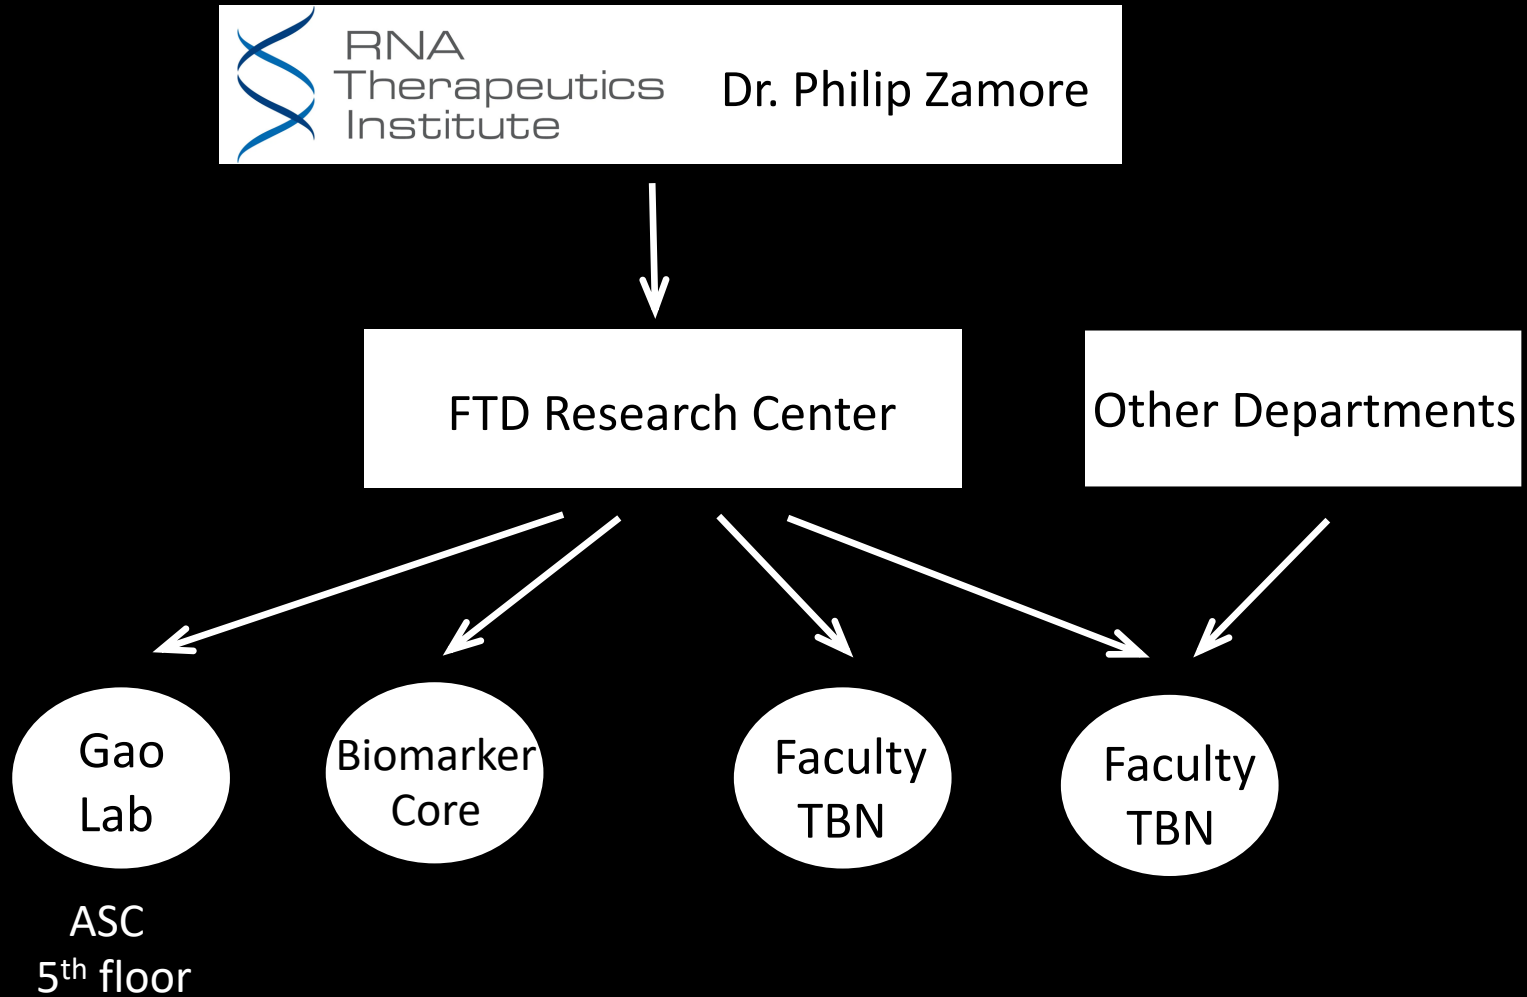 RNA
Therapeutics
Institute
Dr. Philip Zamore
FTD Research Center
Other Departments
Gao
Lab
Biomarker
Core
Faculty
TBN
Faculty
TBN
ASC
5th floor